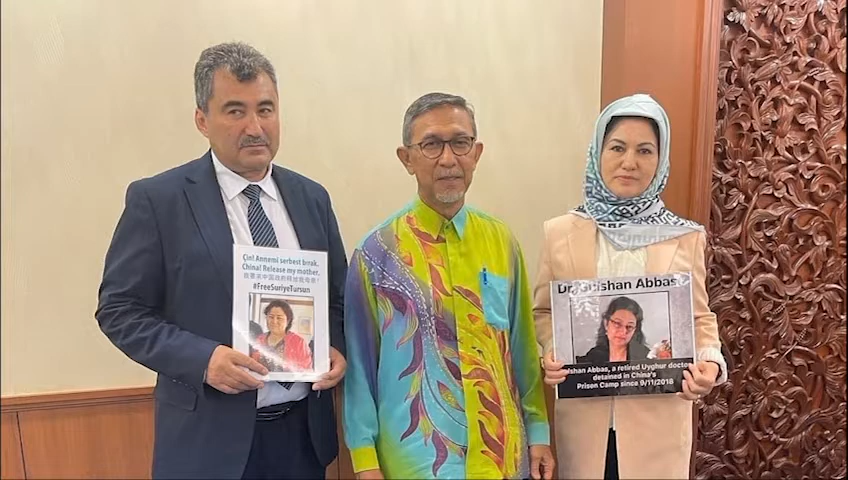 Çin! Annemi serbest bırak.
China! Release my mother.
#FreeSuriyeTursun
Dr. Gulshan Abbas
Abbas, a retired Uyghur doctor
detained in China's
Prison Camp since 9/11/2018